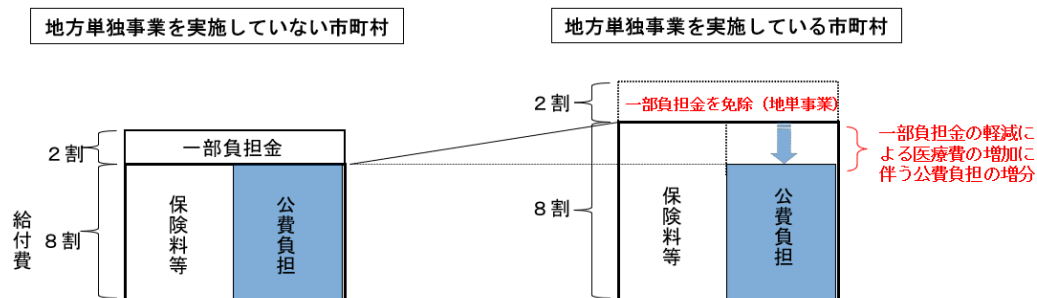 地方単独事業を実施していない市町村
地方単独事業を実施している市町村
2割
一部負担金
給付費
8割
保険料等
公費負担
2割
一部負担金を免除（地単事業）
8割
保険料等
公費負担
一部負担金の軽減に
よる医療費の増加に
伴う公費負担の増分